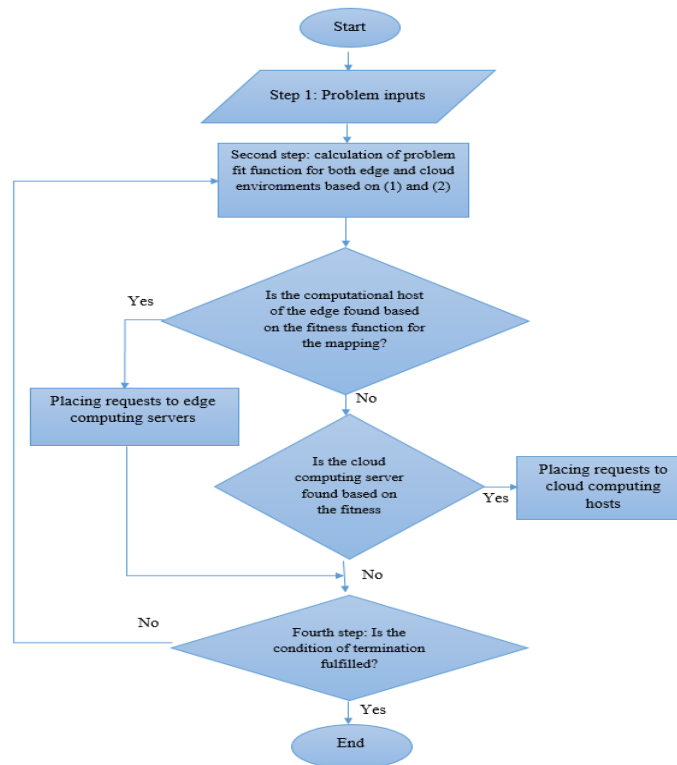 Start
Step 1: Problem inputs
Second step: calculation of problem
fit function for both edge and cloud
environments based on (1) and (2)
Is the computational host
of the edge found based
on the fitness function for
the mapping?
Yes
Placing requests to edge
computing servers
No
Is the cloud
computing server
found based on
the fitness
Yes
Placing requests to
cloud computing
hosts
No
Fourth step: Is the
condition of termination
fulfilled?
No
Yes
End